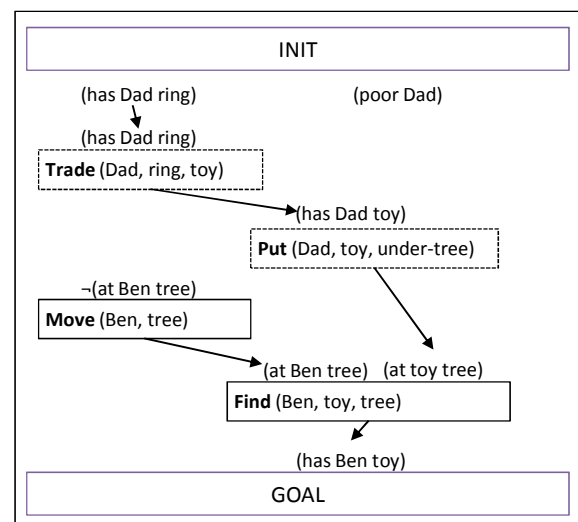 INIT
(has Dad ring) (poor Dad)
(has Dad ring)
Trade (Dad, ring, toy)
(has Dad toy)
Put (Dad, toy, under-tree)
¬(at Ben tree)
Move (Ben, tree)
(at Ben tree) (at toy tree)
Find (Ben, toy, tree)
(has Ben toy)
GOAL